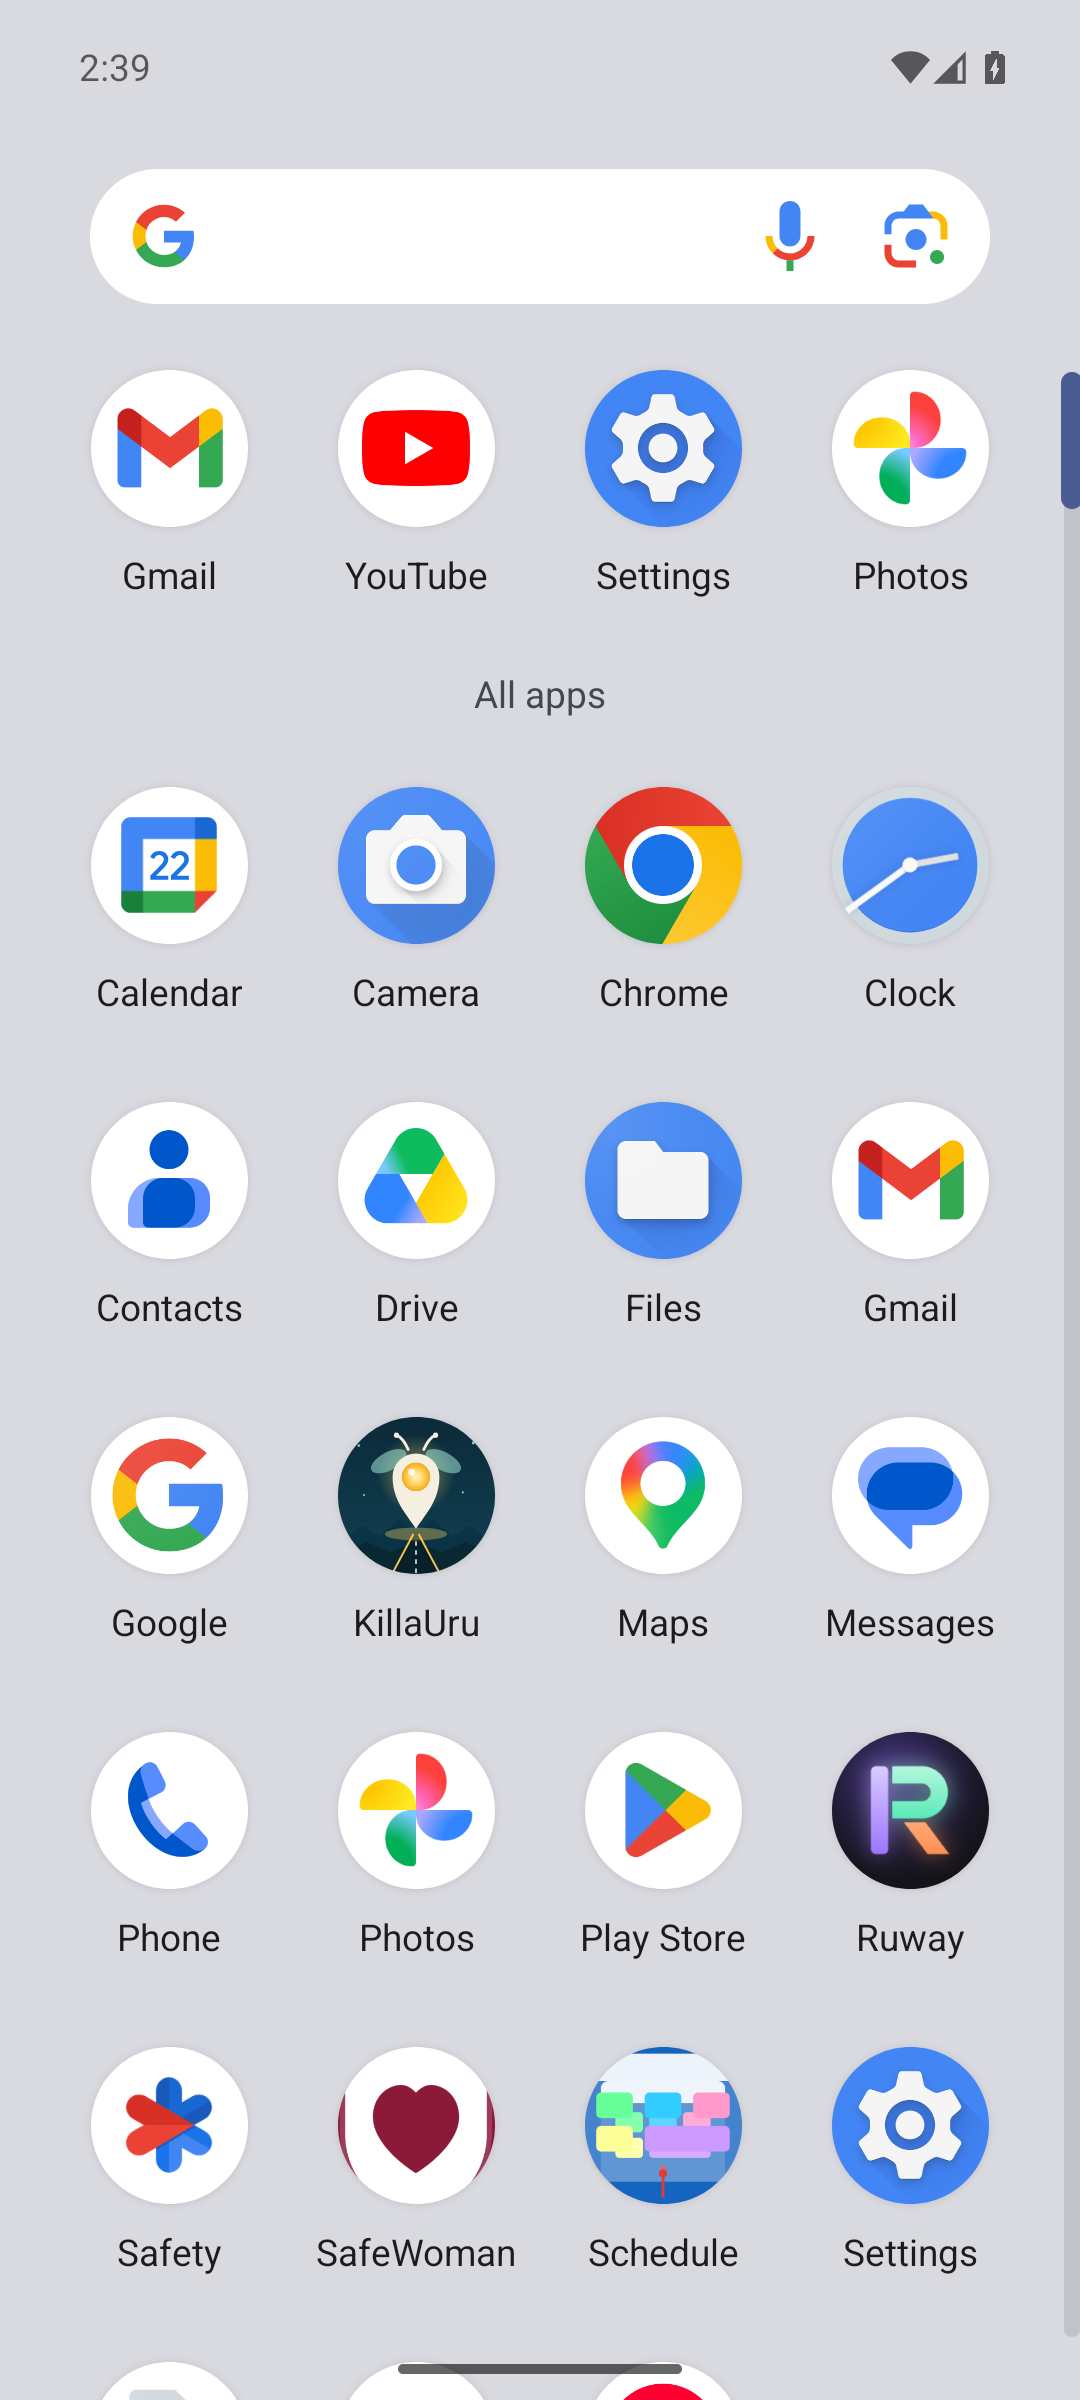 2:39
Gmail YouTube Settings Photos
All apps
22
Calendar Camera Chrome Clock
Contacts Drive Files Gmail
Google KillaUru Maps Messages
Phone Photos Play Store Ruway
Safety SafeWoman Schedule Settings